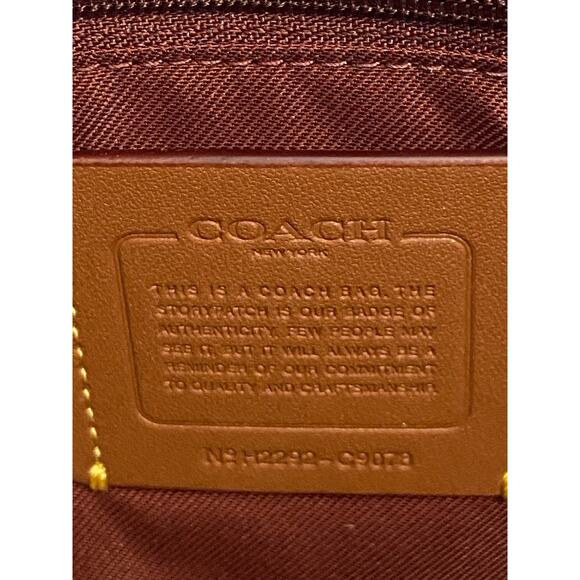 COACH
NEW YORK
THIS IS A COACH BAG. THE
STORYPATCH IS OUR BADGE OF
AUTHENTICITY. FEW PEOPLE MAY
SEE IT, BUT IT WILL ALWAYS BE A
REMINDER OF OUR COMMITMENT
TO QUALITY AND CRAFTSMANSHIP.
Nº H2292-C9079